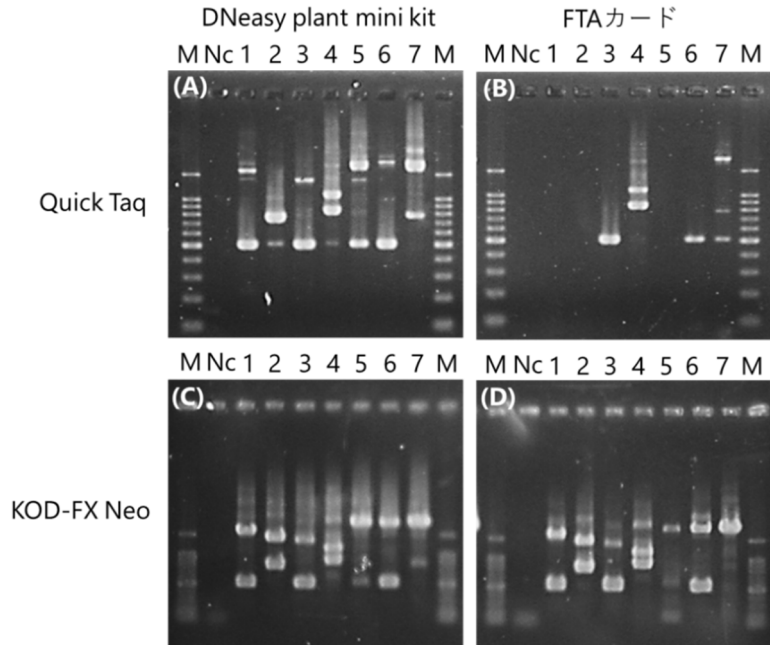 DNeasy plant mini kit FTAカード
M Nc 1 2 3 4 5 6 7 M M Nc 1 2 3 4 5 6 7 M
(A) (B)
Quick Taq
M Nc 1 2 3 4 5 6 7 M M Nc 1 2 3 4 5 6 7 M
(C) (D)
KOD-FX Neo